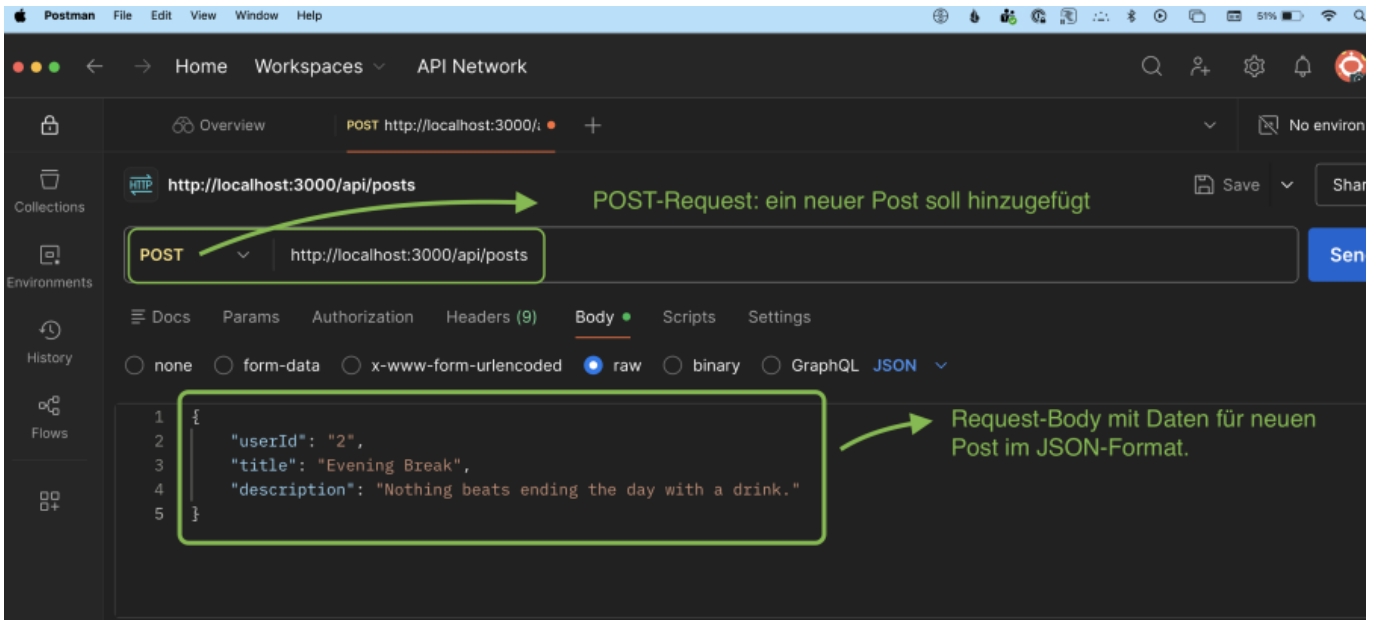 Postman File Edit View Window Help 51%
Home Workspaces API Network
Overview POST http://localhost:3000/ No environ
HTTP http://localhost:3000/api/posts Save Shar
POST-Request: ein neuer Post soll hinzugefügt
POST http://localhost:3000/api/posts Sen
Collections
Environments
History
Flows
Docs Params Authorization Headers (9) Body Scripts Settings
none form-data x-www-form-urlencoded raw binary GraphQL JSON
1 {
2 "userId": "2",
3 "title": "Evening Break",
4 "description": "Nothing beats ending the day with a drink."
5 }
Request-Body mit Daten für neuen
Post im JSON-Format.